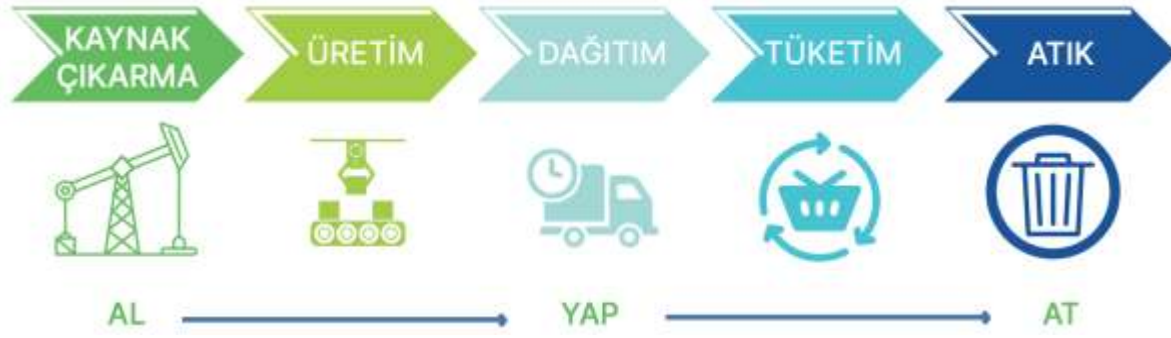 KAYNAK
ÇIKARMA
ÜRETİM
DAĞITIM
TÜKETİM
ATIK
AL
YAP
AT